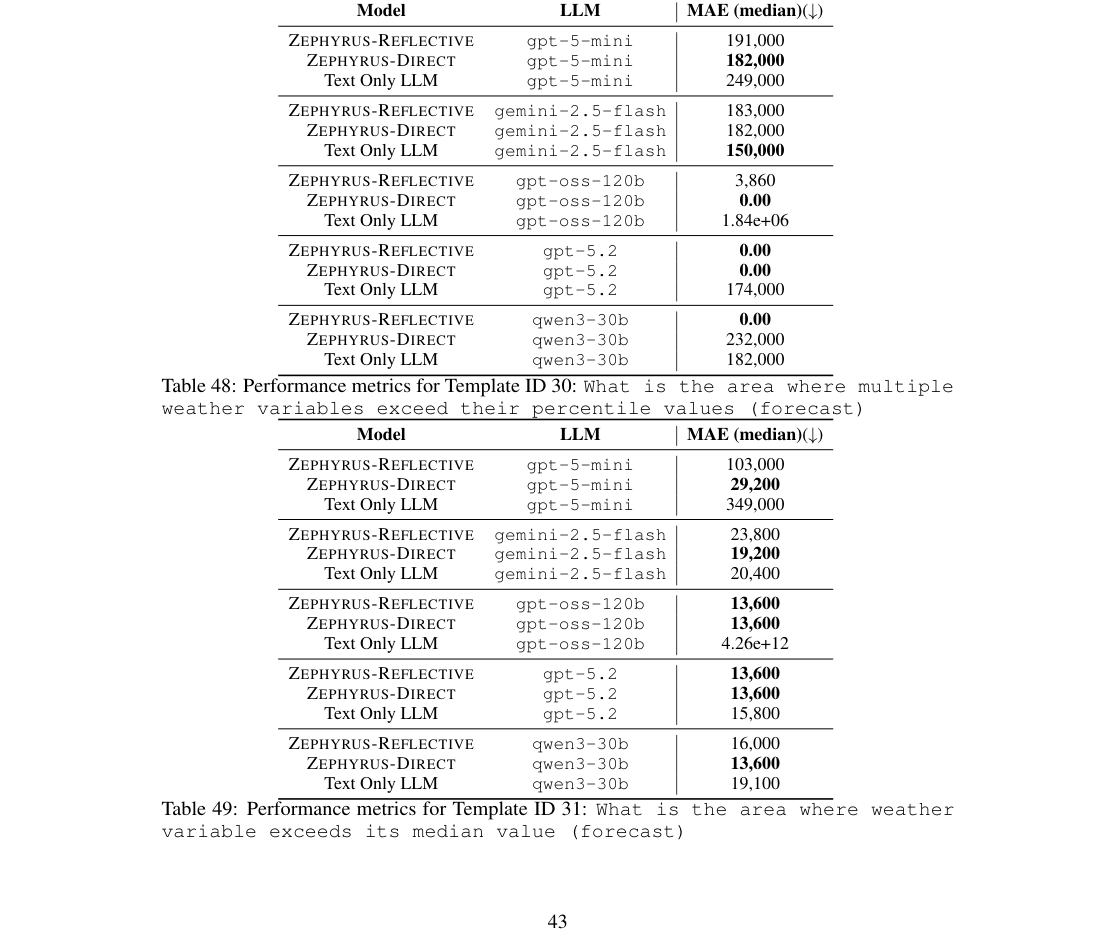 Model LLM MAE (median)(↓)
ZEPHYRUS-REFLECTIVE gpt-5-mini 191,000
ZEPHYRUS-DIRECT gpt-5-mini 182,000
Text Only LLM gpt-5-mini 249,000
ZEPHYRUS-REFLECTIVE gemini-2.5-flash 183,000
ZEPHYRUS-DIRECT gemini-2.5-flash 182,000
Text Only LLM gemini-2.5-flash 150,000
ZEPHYRUS-REFLECTIVE gpt-oss-120b 3,860
ZEPHYRUS-DIRECT gpt-oss-120b 0.00
Text Only LLM gpt-oss-120b 1.84e+06
ZEPHYRUS-REFLECTIVE gpt-5.2 0.00
ZEPHYRUS-DIRECT gpt-5.2 0.00
Text Only LLM gpt-5.2 174,000
ZEPHYRUS-REFLECTIVE qwen3-30b 0.00
ZEPHYRUS-DIRECT qwen3-30b 232,000
Text Only LLM qwen3-30b 182,000
Table 48: Performance metrics for Template ID 30: What is the area where multiple
weather variables exceed their percentile values (forecast)
Model LLM MAE (median)(↓)
ZEPHYRUS-REFLECTIVE gpt-5-mini 103,000
ZEPHYRUS-DIRECT gpt-5-mini 29,200
Text Only LLM gpt-5-mini 349,000
ZEPHYRUS-REFLECTIVE gemini-2.5-flash 23,800
ZEPHYRUS-DIRECT gemini-2.5-flash 19,200
Text Only LLM gemini-2.5-flash 20,400
ZEPHYRUS-REFLECTIVE gpt-oss-120b 13,600
ZEPHYRUS-DIRECT gpt-oss-120b 13,600
Text Only LLM gpt-oss-120b 4.26e+12
ZEPHYRUS-REFLECTIVE gpt-5.2 13,600
ZEPHYRUS-DIRECT gpt-5.2 13,600
Text Only LLM gpt-5.2 15,800
ZEPHYRUS-REFLECTIVE qwen3-30b 16,000
ZEPHYRUS-DIRECT qwen3-30b 13,600
Text Only LLM qwen3-30b 19,100
Table 49: Performance metrics for Template ID 31: What is the area where weather
variable exceeds its median value (forecast)
43